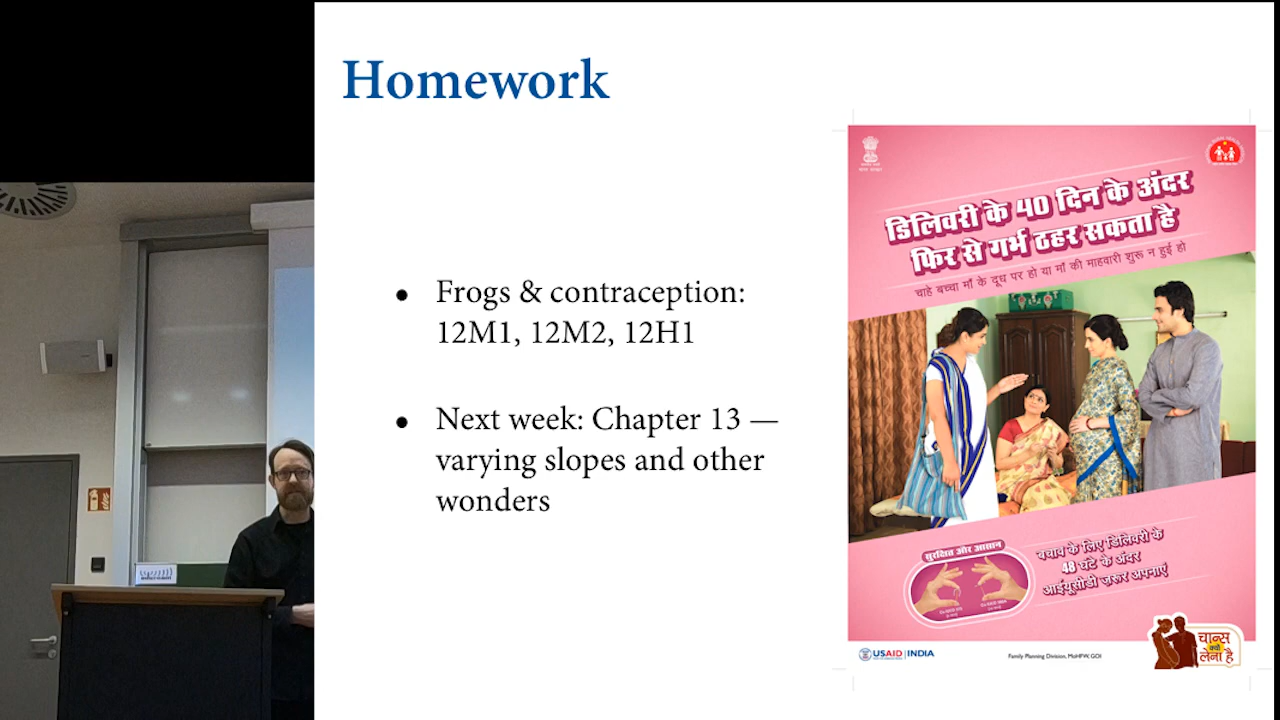 Homework
• Frogs & contraception:
12M1, 12M2, 12H1
• Next week: Chapter 13 —
varying slopes and other
wonders
डिलिवरी के 40 दिन के अंदर
फिर से गर्भ ठहर सकता है
चाहे बच्चा माँ के दूध पर हो या माँ की माहवारी शुरू न हुई हो
सुरक्षित और आसान
बचाव के लिए डिलिवरी के
48 घंटे के अंदर
आईयूसीडी ज़रूर अपनाएं
चान्स
क्यों
लेना है
USAID | INDIA
Family Planning Division, MoHFW, GOI